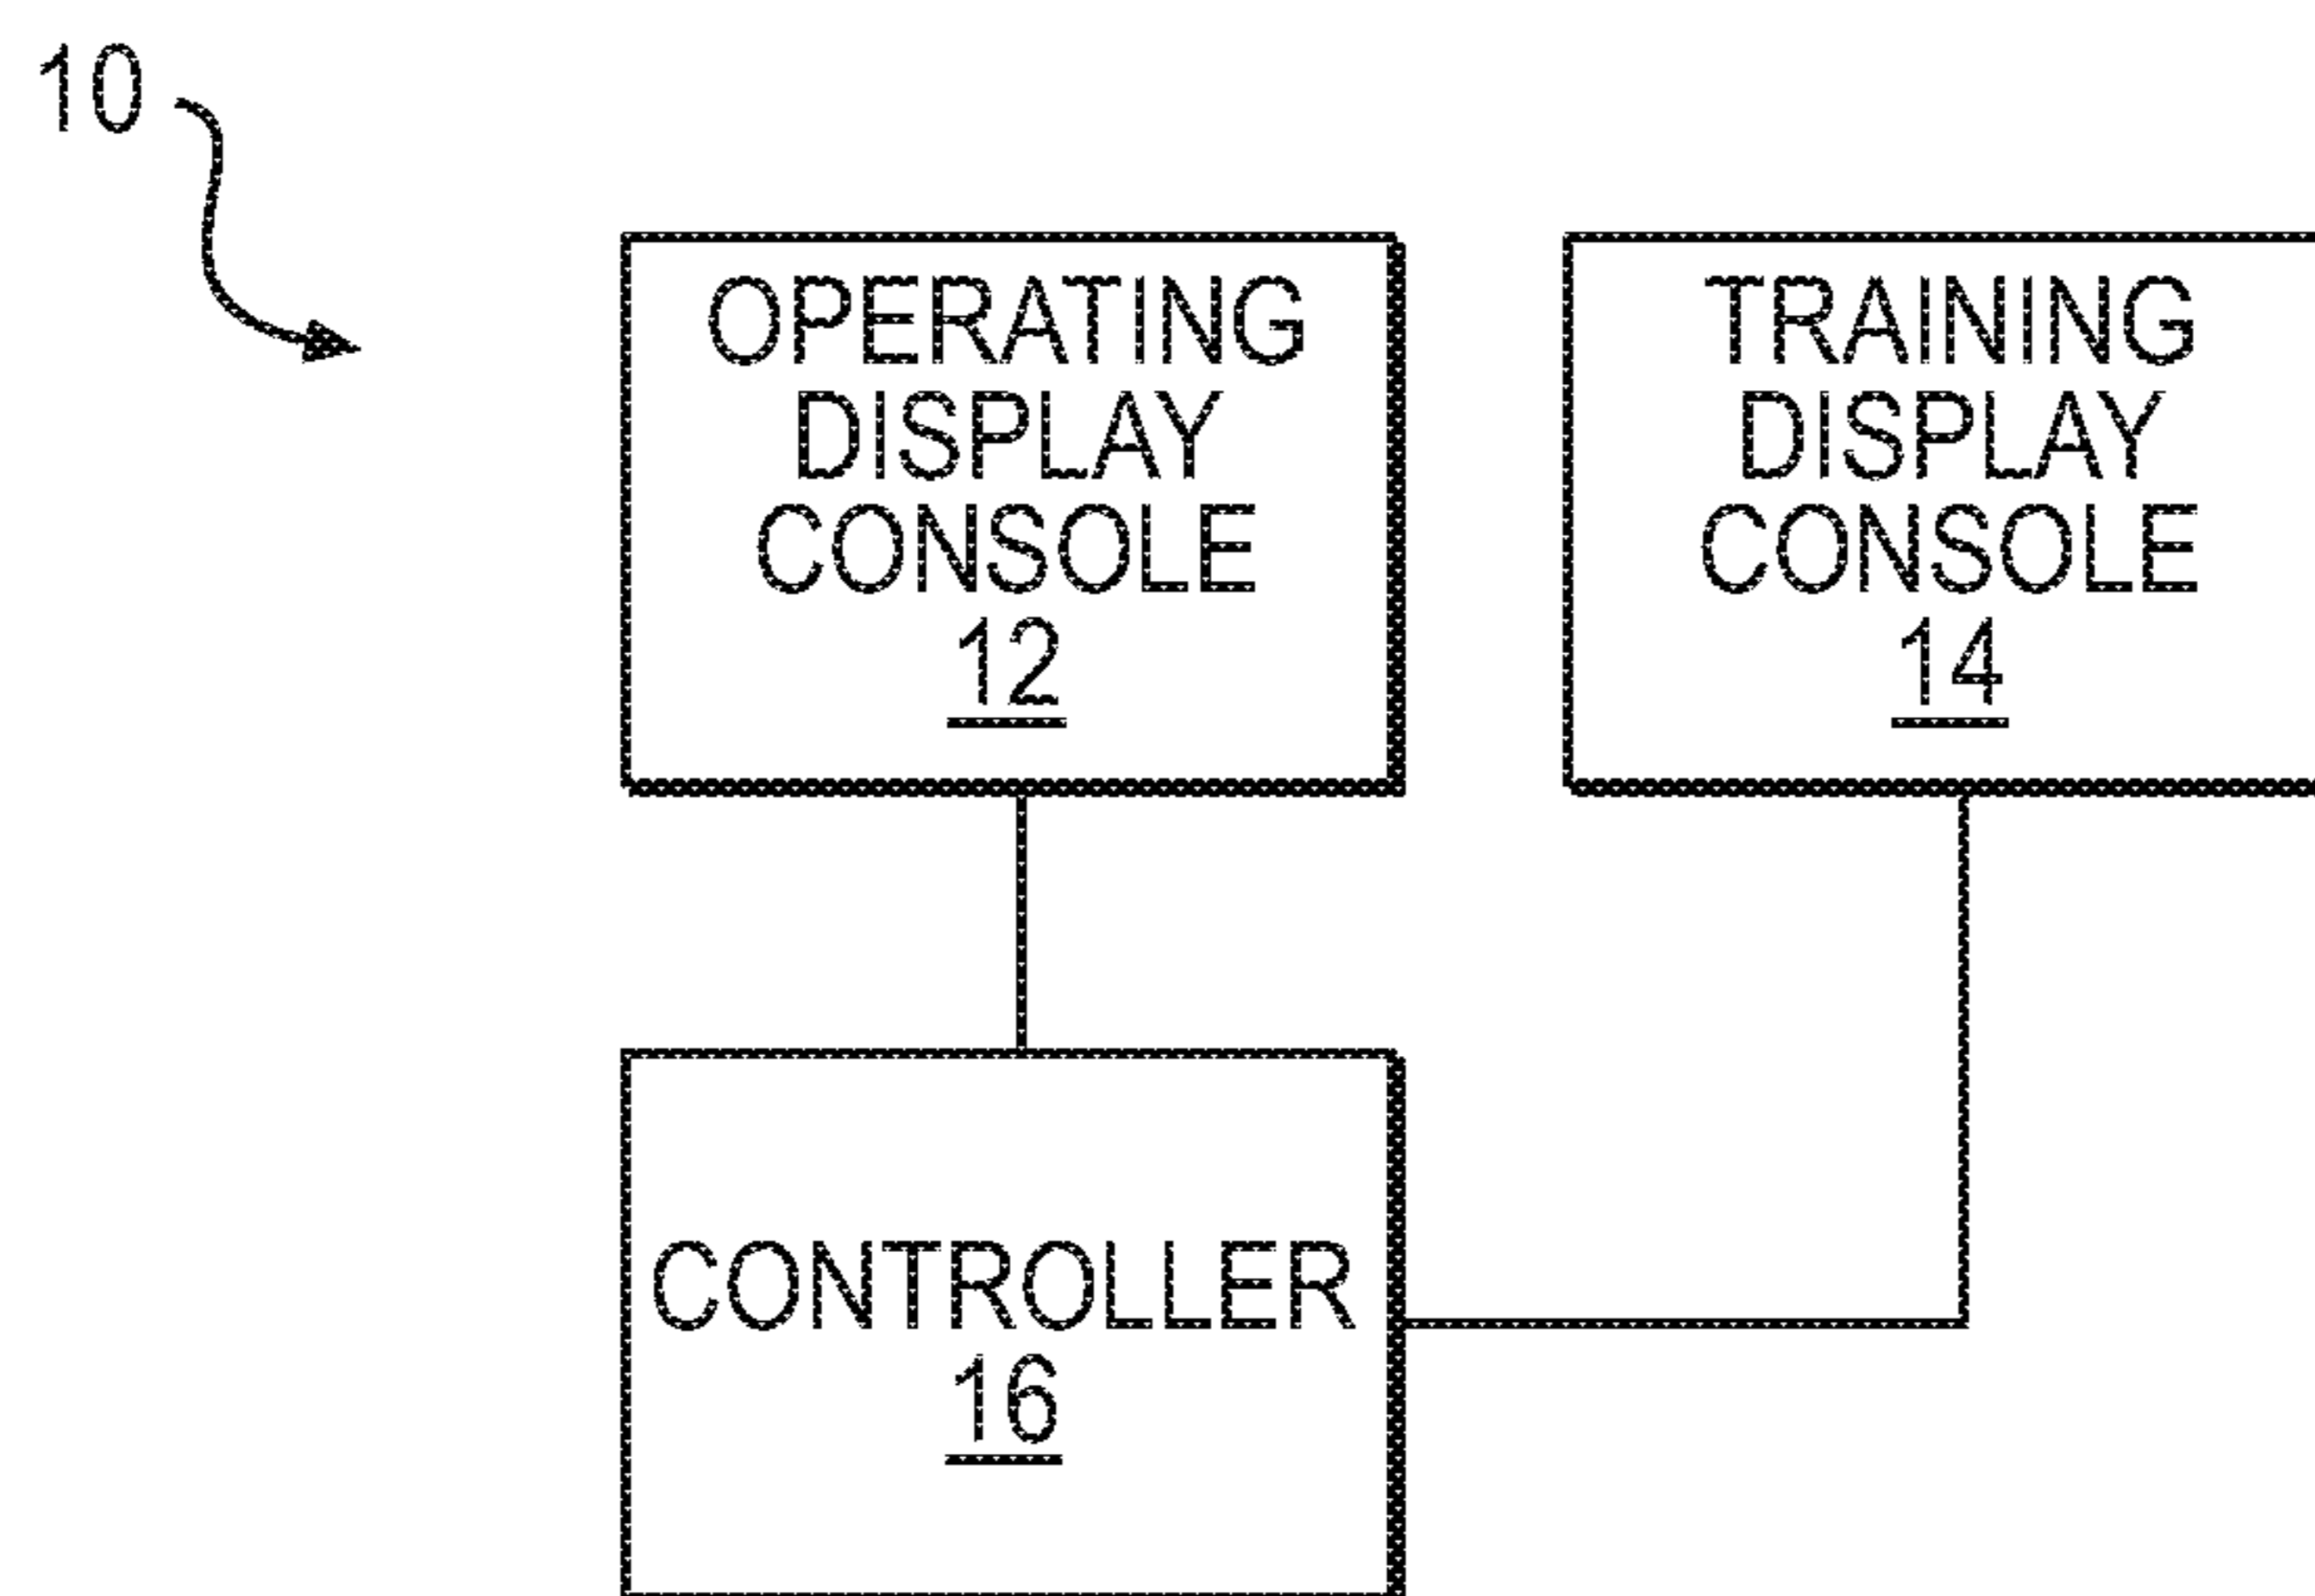 10
OPERATING
DISPLAY
CONSOLE
12
TRAINING
DISPLAY
CONSOLE
14
CONTROLLER
16